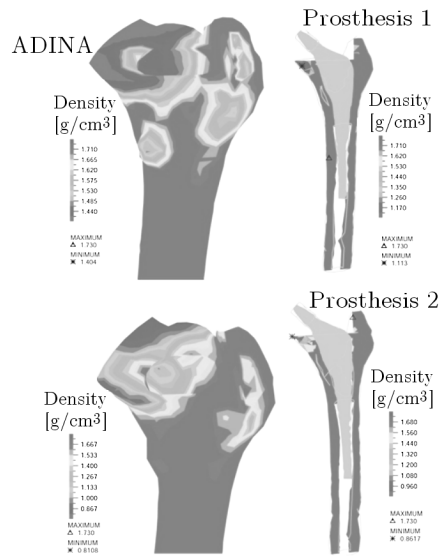 Prosthesis 1
ADINA
Density
[g/cm3]
1.710
1.665
1.620
1.575
1.530
1.485
1.440
MAXIMUM
1.730
MINIMUM
1.404
Density
[g/cm3]
1.710
1.620
1.530
1.440
1.350
1.260
1.170
MAXIMUM
1.730
MINIMUM
1.113
Prosthesis 2
Density
[g/cm3]
1.667
1.533
1.400
1.267
1.133
1.000
0.867
MAXIMUM
1.730
MINIMUM
0.8108
Density
[g/cm3]
1.680
1.560
1.440
1.320
1.200
1.080
0.960
MAXIMUM
1.730
MINIMUM
0.8617